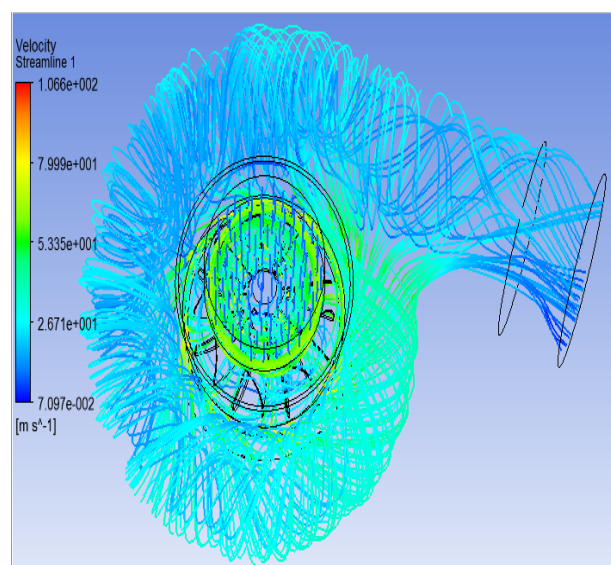 Velocity
Streamline 1
1.066e+002
7.999e+001
5.335e+001
2.671e+001
7.097e-002
[m s^-1]